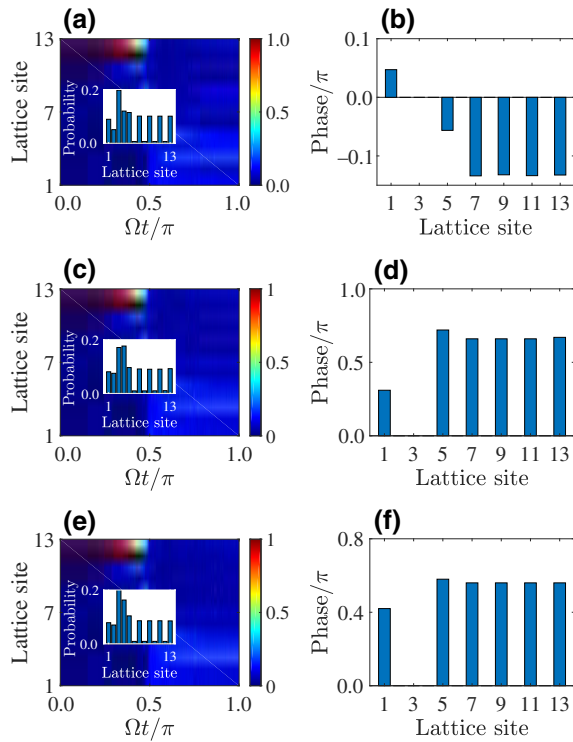 (a)
13
7
1
Lattice site
0.0
0.5
1.0
Ωt/π
0.2
0.0
Probability
1
13
Lattice site
1.0
0.5
0.0
(b)
0.1
0.0
−0.1
Phase/π
1 3 5 7 9 11 13
Lattice site
(c)
13
7
1
Lattice site
0.0
0.5
1.0
Ωt/π
0.2
0.0
Probability
1
13
Lattice site
1
0.5
0
(d)
1.0
0.5
0.0
Phase/π
1 3 5 7 9 11 13
Lattice site
(e)
13
7
1
Lattice site
0.0
0.5
1.0
Ωt/π
0.2
0.0
Probability
1
13
Lattice site
1
0.5
0
(f)
0.8
0.4
0.0
Phase/π
1 3 5 7 9 11 13
Lattice site